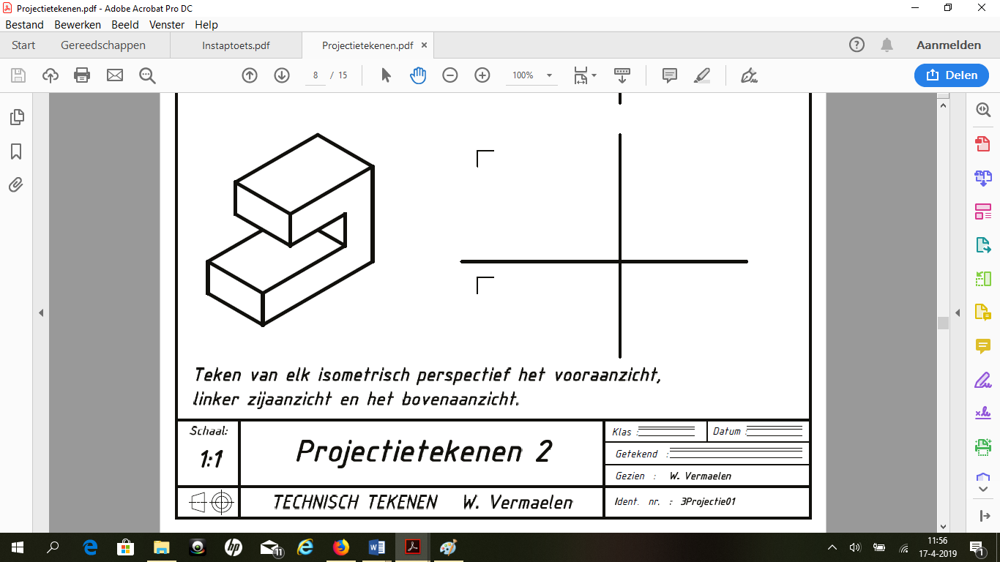 Projectietekenen.pdf - Adobe Acrobat Pro DC
Bestand Bewerken Beeld Venster Help
Start Gereedschappen Instaptoets.pdf Projectietekenen.pdf × Aanmelden
8 / 15 100% Delen
Teken van elk isometrisch perspectief het vooraanzicht,
linker zijaanzicht en het bovenaanzicht.
Schaal:
1:1
Projectietekenen 2
Klas : Datum :
Getekend :
Gezien : W. Vermaelen
TECHNISCH TEKENEN W. Vermaelen
Ident. nr. : 3Projectie01
11
11:56
17-4-2019
1